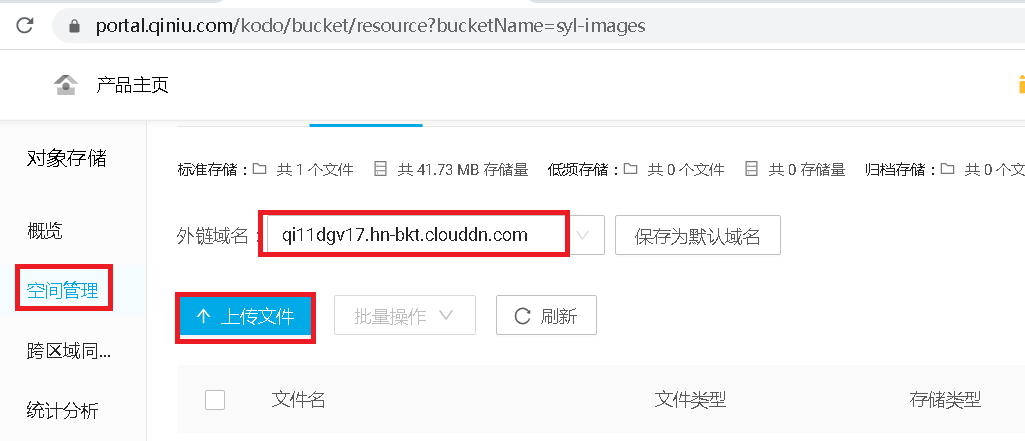 portal.qiniu.com/kodo/bucket/resource?bucketName=syl-images
产品主页
对象存储
标准存储： 共 1 个文件 共 41.73 MB 存储量 低频存储： 共 0 个文件 共 0 存储量 归档存储： 共 0 个文
概览
外链域名： qi11dgv17.hn-bkt.clouddn.com 保存为默认域名
空间管理
上传文件 批量操作 刷新
跨区域同...
文件名 文件类型 存储类型
统计分析